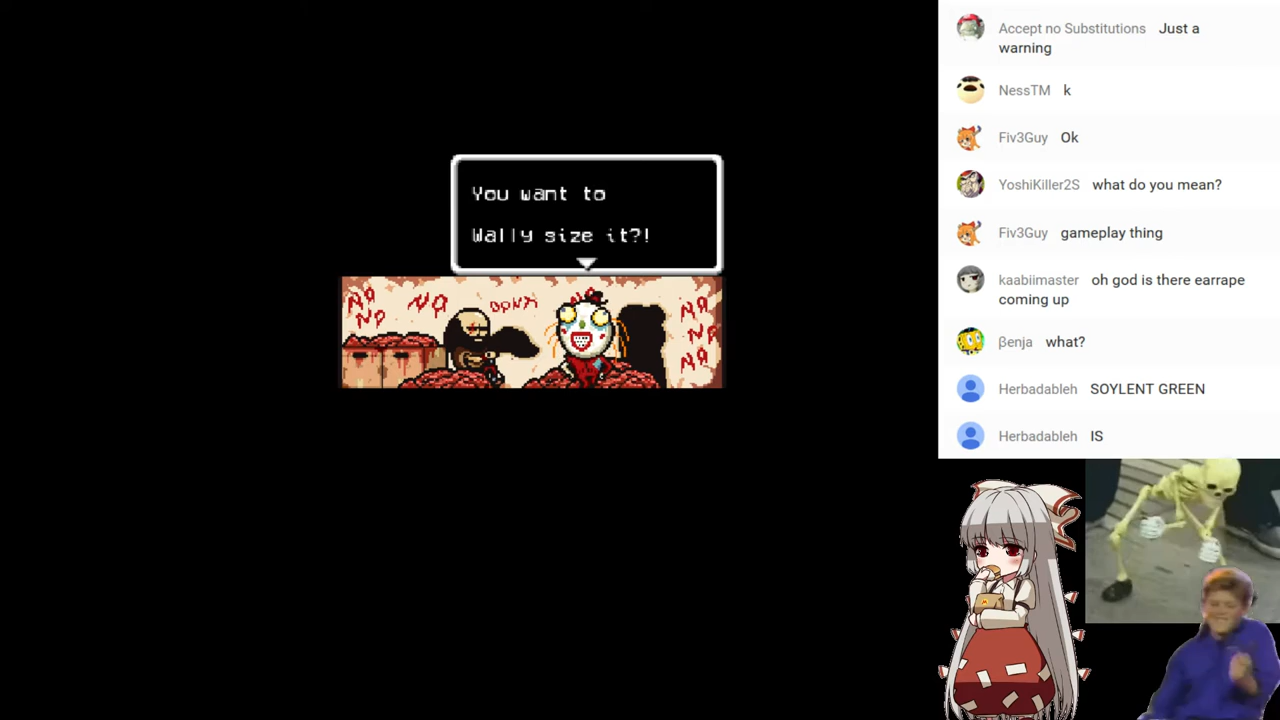 You want to
Wally size it?!
NO
NO
NO
DON'T
NO
NO
NO
NO
Accept no Substitutions Just a
warning
NessTM k
Fiv3Guy Ok
YoshiKiller2S what do you mean?
Fiv3Guy gameplay thing
kaabiimaster oh god is there earrape
coming up
βenja what?
Herbadableh SOYLENT GREEN
Herbadableh IS